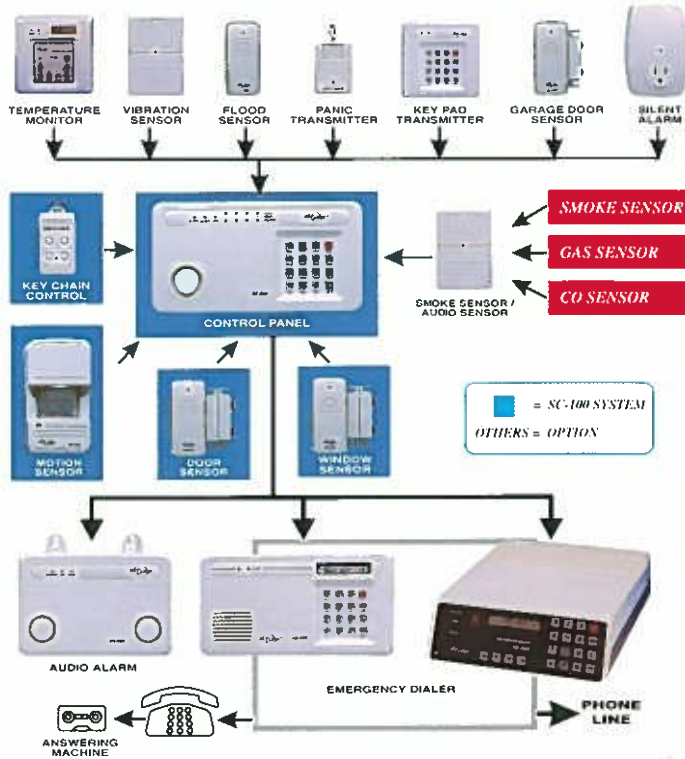 TEMPERATURE
MONITOR
VIBRATION
SENSOR
FLOOD
SENSOR
PANIC
TRANSMITTER
KEY PAD
TRANSMITTER
GARAGE DOOR
SENSOR
SILENT
ALARM
KEY CHAIN
CONTROL
CONTROL PANEL
SMOKE SENSOR /
AUDIO SENSOR
SMOKE SENSOR
GAS SENSOR
CO SENSOR
MOTION
SENSOR
DOOR
SENSOR
WINDOW
SENSOR
= SC-100 SYSTEM
OTHERS = OPTION
AUDIO ALARM
EMERGENCY DIALER
ANSWERING
MACHINE
PHONE
LINE